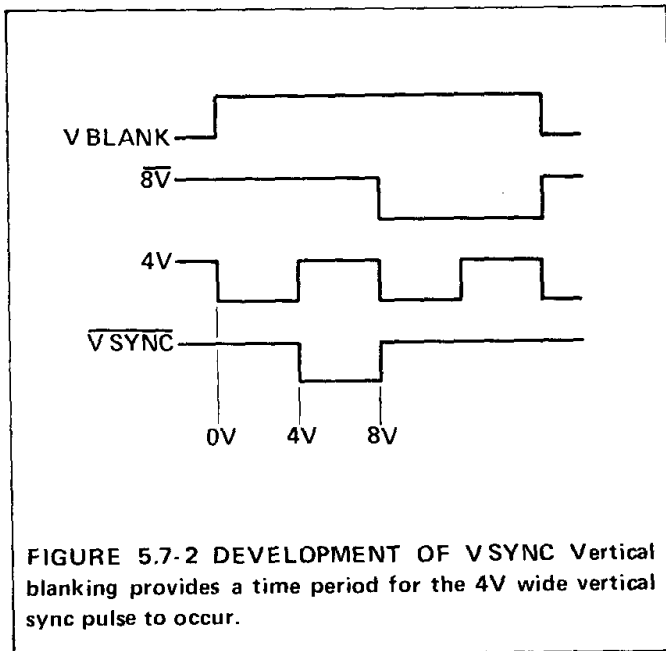 V BLANK
8V
4V
V SYNC
0V 4V 8V
FIGURE 5.7-2 DEVELOPMENT OF V SYNC Vertical
blanking provides a time period for the 4V wide vertical
sync pulse to occur.